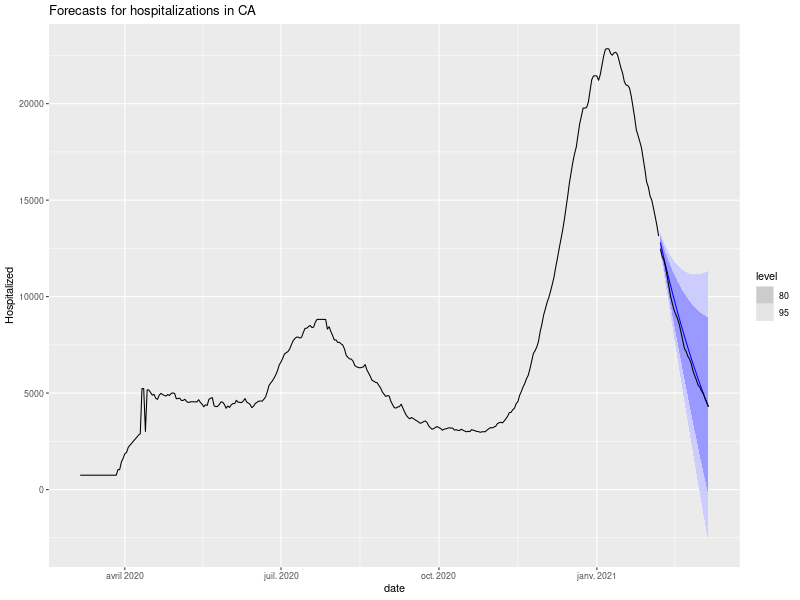 Forecasts for hospitalizations in CA
Hospitalized
20000
15000
10000
5000
0
avril 2020
juil. 2020
oct. 2020
janv. 2021
date
level
80
95